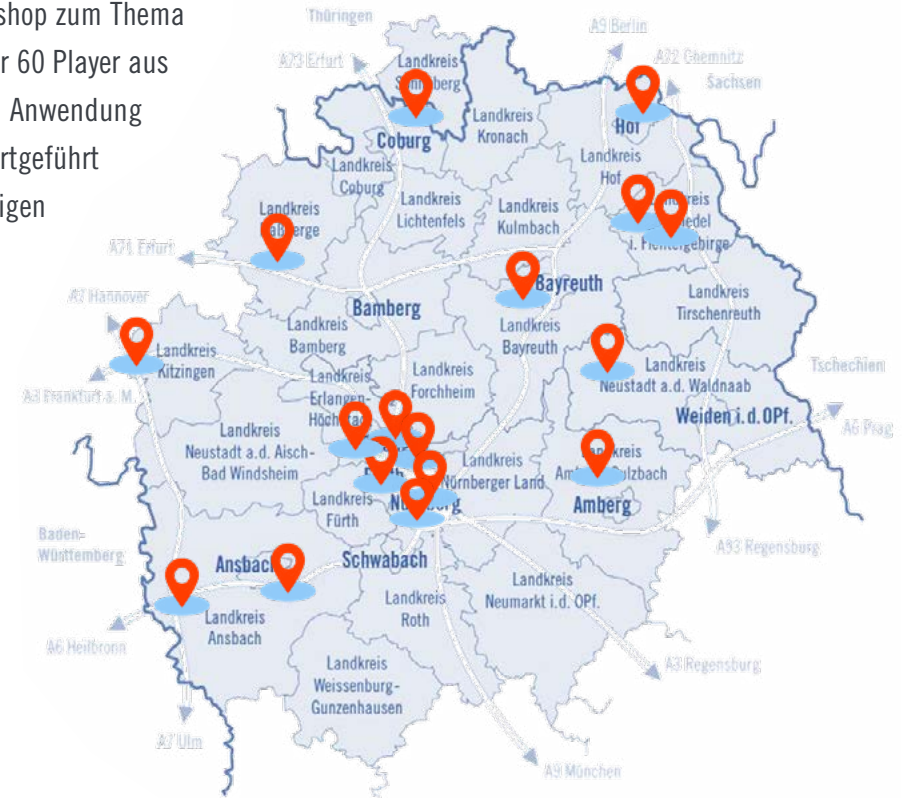 shop zum Thema
r 60 Player aus
Anwendung
rtgeführt
igen
Thüringen
A9 Berlin
A73 Erfurt
A72 Chemnitz
Sachsen
Landkreis
Landkreis
Kronach
Hof
Coburg
Landkreis
Coburg
Landkreis
Hof
Landkreis
Lichtenfels
Landkreis
Kulmbach
Landkreis
i. Fichtelgebirge
A71 Erfurt
A7 Hannover
Bayreuth
Landkreis
Tirschenreuth
Bamberg
Landkreis
Bamberg
Landkreis
Bayreuth
Landkreis
Kitzingen
Landkreis
Forchheim
Landkreis
Neustadt a.d. Waldnaab
Tschechien
A3 Frankfurt a. M.
Landkreis
Erlangen-
Weiden i.d.OPf.
A6 Prag
Landkreis
Neustadt a.d. Aisch-
Bad Windsheim
Landkreis
Nürnberger Land
Landkreis
Fürth
Nürnberg
Amberg
Baden-
Württemberg
Ansbach
Schwabach
A93 Regensburg
Landkreis
Ansbach
Landkreis
Roth
Landkreis
Neumarkt i.d. OPf.
A6 Heilbronn
Landkreis
Weissenburg-
Gunzenhausen
A3 Regensburg
A7 Ulm
A9 München